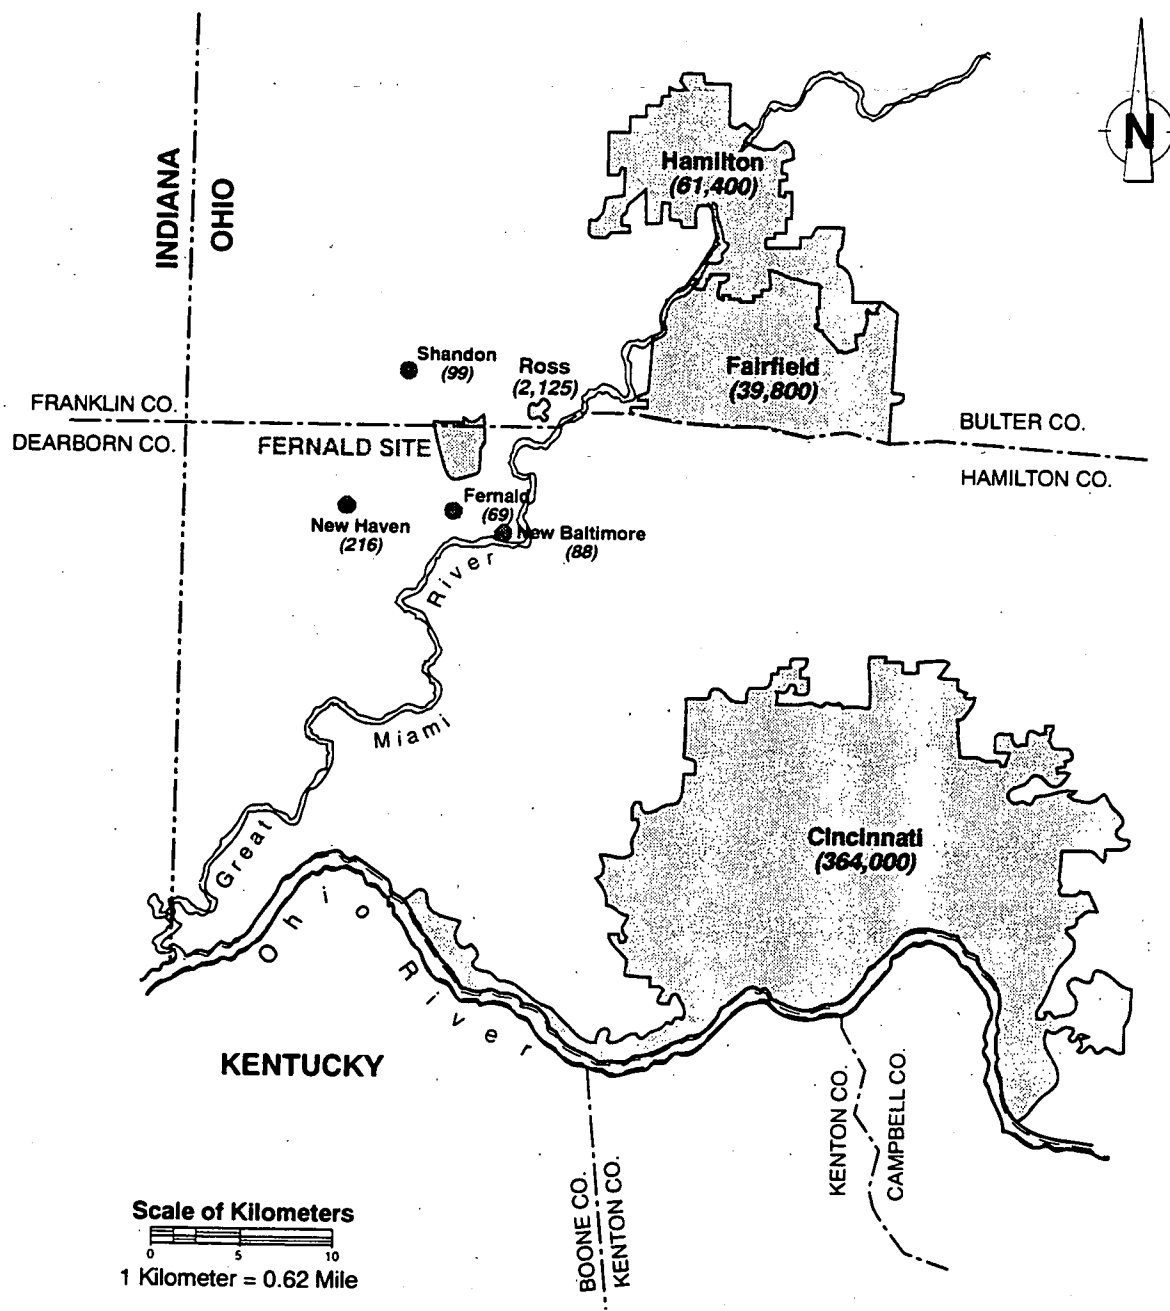 N
INDIANA
OHIO
Hamilton
(61,400)
Shandon
(99)
Ross
(2,125)
Fairfield
(39,800)
FRANKLIN CO.
DEARBORN CO.
FERNALD SITE
BULTER CO.
HAMILTON CO.
Fernald
(69)
New Haven
(216)
New Baltimore
(88)
Great Miami River
Cincinnati
(364,000)
Ohio River
KENTUCKY
BOONE CO.
KENTON CO.
KENTON CO.
CAMPBELL CO.
Scale of Kilometers
0 5 10
1 Kilometer = 0.62 Mile